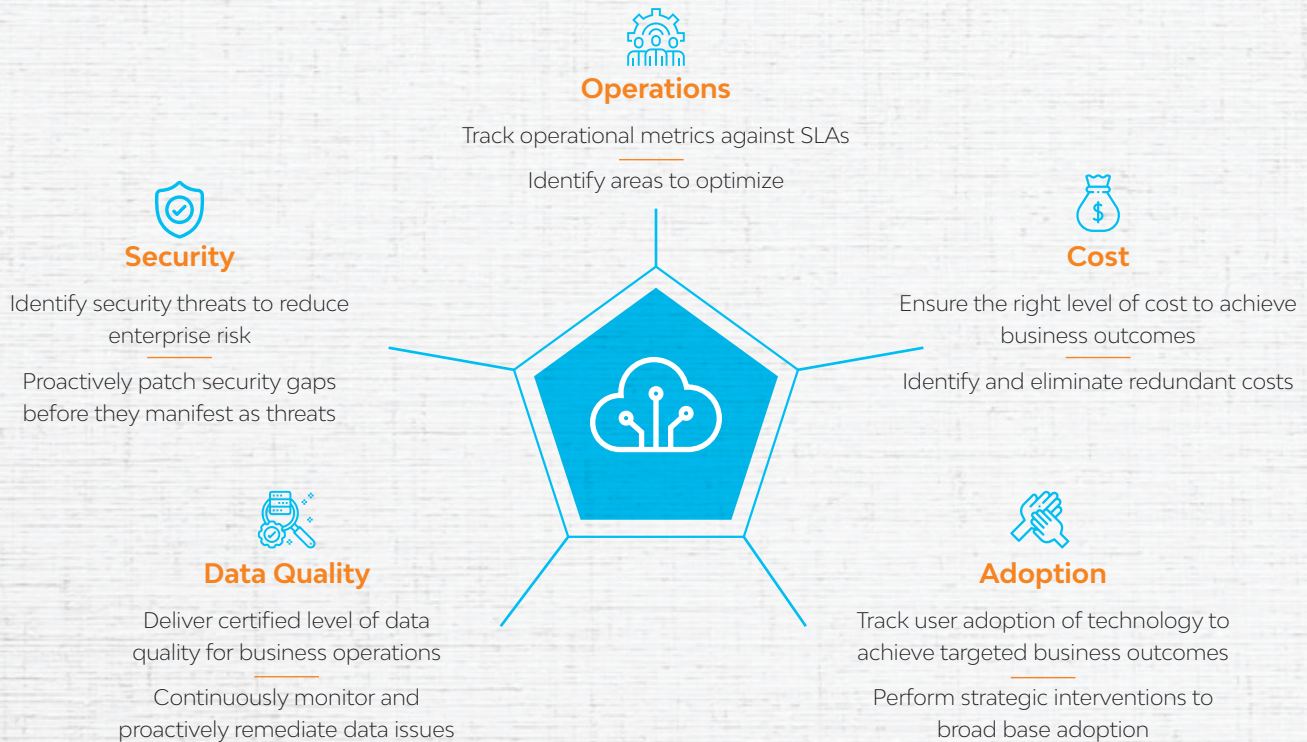 Operations
Track operational metrics against SLAs
Identify areas to optimize
Security
Identify security threats to reduce
enterprise risk
Proactively patch security gaps
before they manifest as threats
$
Cost
Ensure the right level of cost to achieve
business outcomes
Identify and eliminate redundant costs
Data Quality
Deliver certified level of data
quality for business operations
Continuously monitor and
proactively remediate data issues
Adoption
Track user adoption of technology to
achieve targeted business outcomes
Perform strategic interventions to
broad base adoption